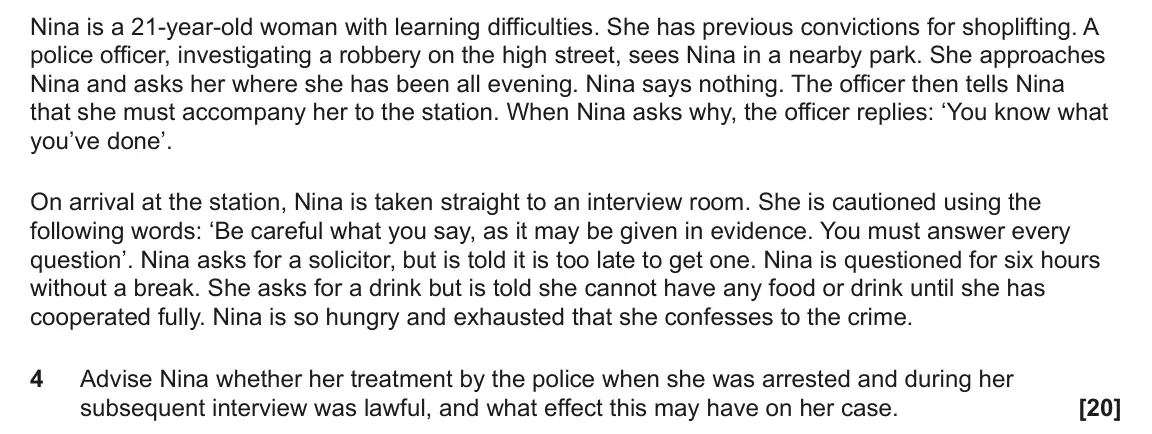 Nina is a 21-year-old woman with learning difficulties. She has previous convictions for shoplifting. A
police officer, investigating a robbery on the high street, sees Nina in a nearby park. She approaches
Nina and asks her where she has been all evening. Nina says nothing. The officer then tells Nina
that she must accompany her to the station. When Nina asks why, the officer replies: ‘You know what
you’ve done’.
On arrival at the station, Nina is taken straight to an interview room. She is cautioned using the
following words: ‘Be careful what you say, as it may be given in evidence. You must answer every
question’. Nina asks for a solicitor, but is told it is too late to get one. Nina is questioned for six hours
without a break. She asks for a drink but is told she cannot have any food or drink until she has
cooperated fully. Nina is so hungry and exhausted that she confesses to the crime.
4 Advise Nina whether her treatment by the police when she was arrested and during her
subsequent interview was lawful, and what effect this may have on her case. [20]